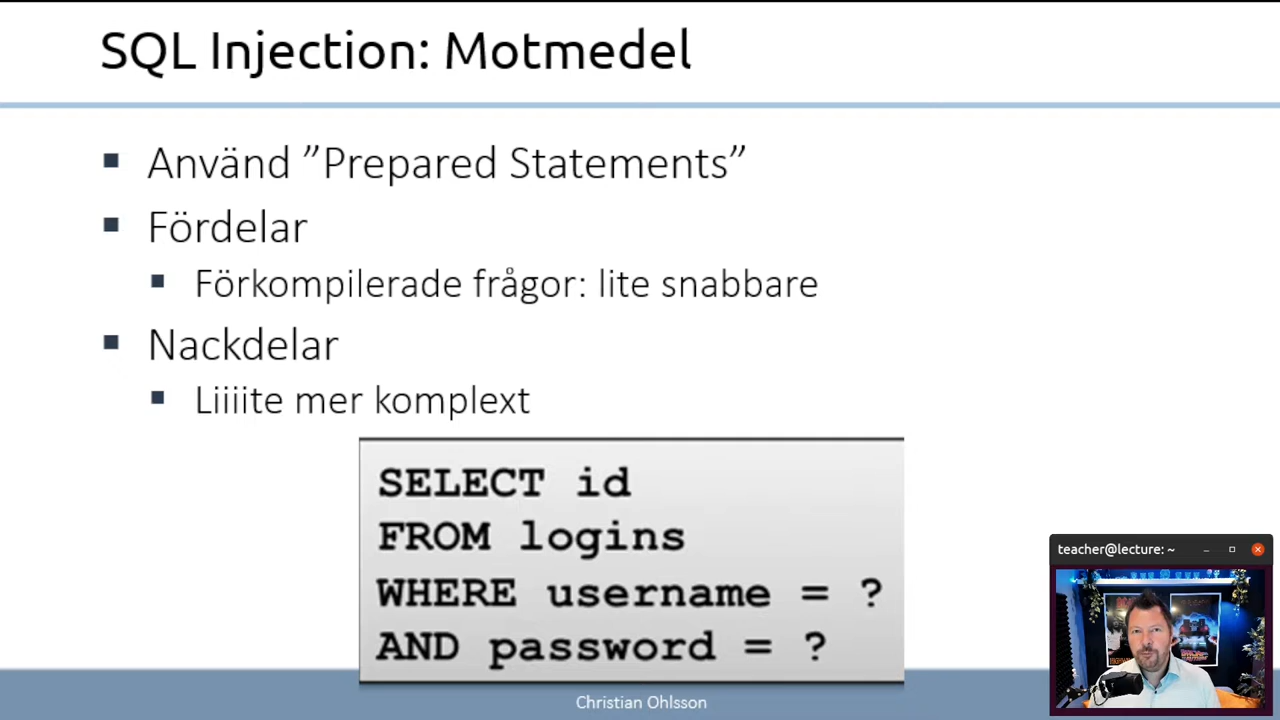 SQL Injection: Motmedel
Använd ”Prepared Statements”
Fördelar
Förkompilerade frågor: lite snabbare
Nackdelar
Liiiite mer komplext
SELECT id
FROM logins
WHERE username = ?
AND password = ?
teacher@lecture: ~
Christian Ohlsson